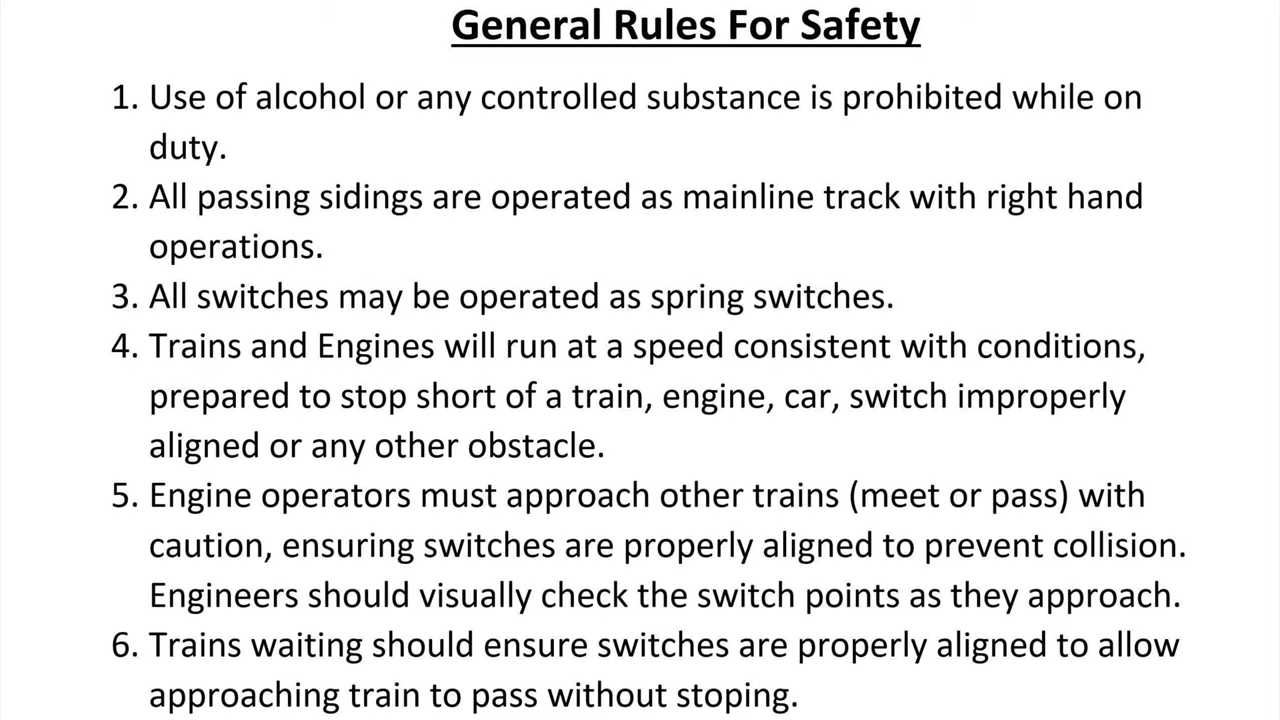 General Rules For Safety
1. Use of alcohol or any controlled substance is prohibited while on
duty.
2. All passing sidings are operated as mainline track with right hand
operations.
3. All switches may be operated as spring switches.
4. Trains and Engines will run at a speed consistent with conditions,
prepared to stop short of a train, engine, car, switch improperly
aligned or any other obstacle.
5. Engine operators must approach other trains (meet or pass) with
caution, ensuring switches are properly aligned to prevent collision.
Engineers should visually check the switch points as they approach.
6. Trains waiting should ensure switches are properly aligned to allow
approaching train to pass without stoping.